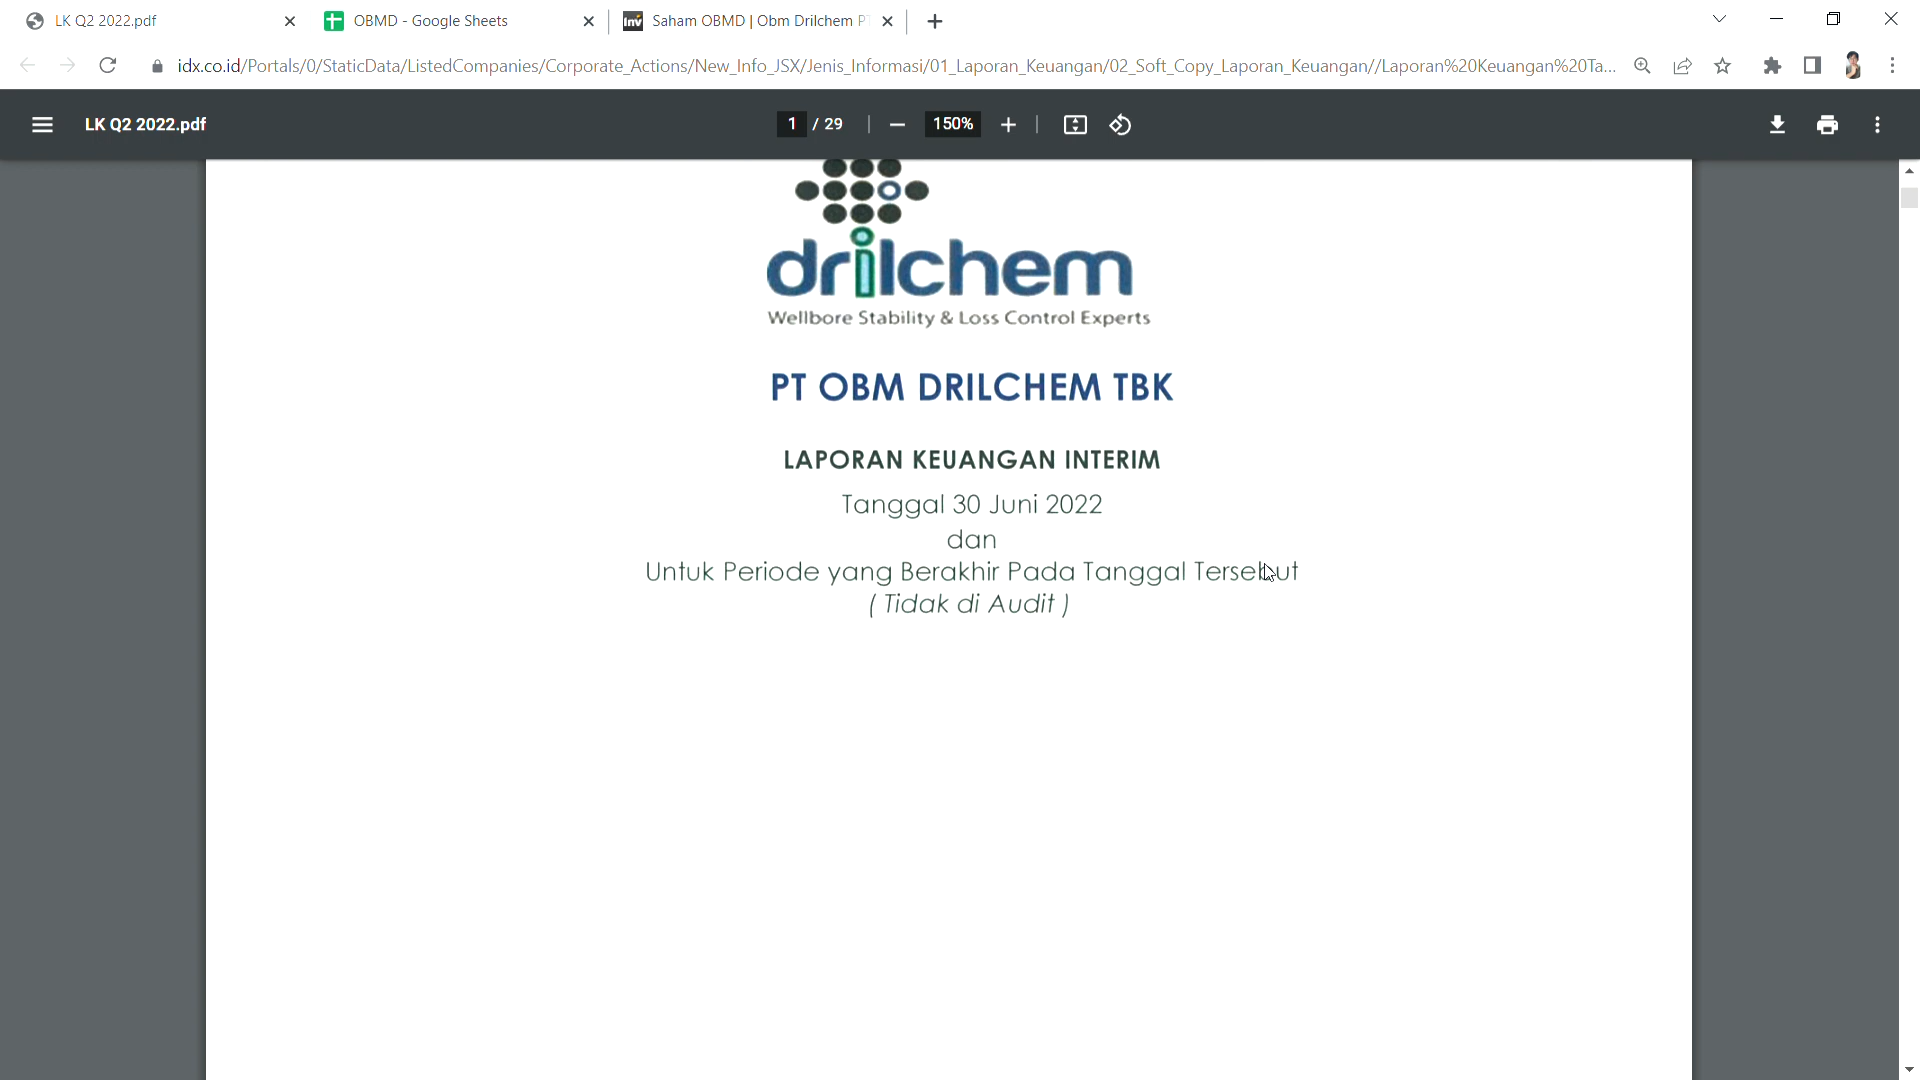 LK Q2 2022.pdf
OBMD - Google Sheets
Inv Saham OBMD | Obm Drilchem PT
idx.co.id/Portals/0/StaticData/ListedCompanies/Corporate_Actions/New_Info_JSX/Jenis_Informasi/01_Laporan_Keuangan/02_Soft_Copy_Laporan_Keuangan//Laporan%20Keuangan%20Ta...
LK Q2 2022.pdf
1 / 29
150%
drilchem
Wellbore Stability & Loss Control Experts
PT OBM DRILCHEM TBK
LAPORAN KEUANGAN INTERIM
Tanggal 30 Juni 2022
dan
Untuk Periode yang Berakhir Pada Tanggal Tersebut
( Tidak di Audit )